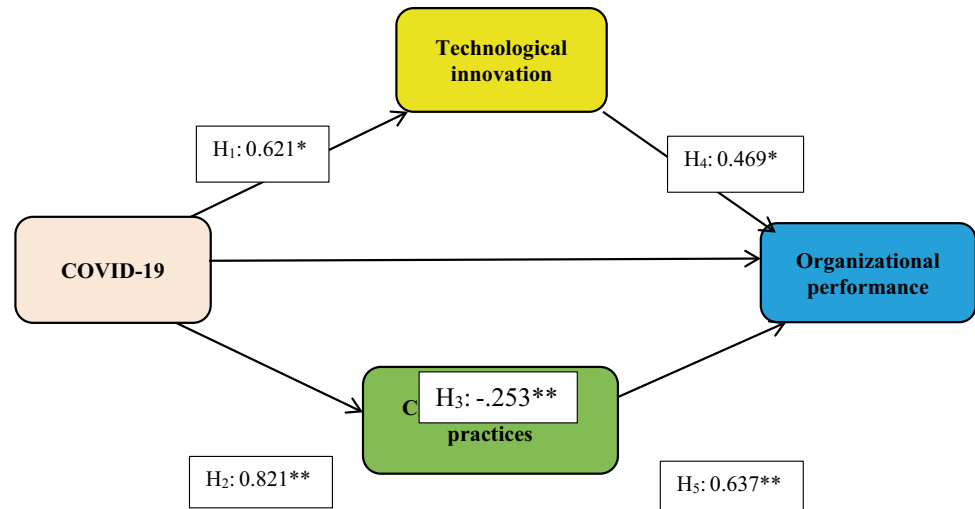 Technological
innovation
H₁: 0.621*
H₄: 0.469*
COVID-19
Organizational
performance
H₃: -.253**
practices
H₂: 0.821**
H₅: 0.637**